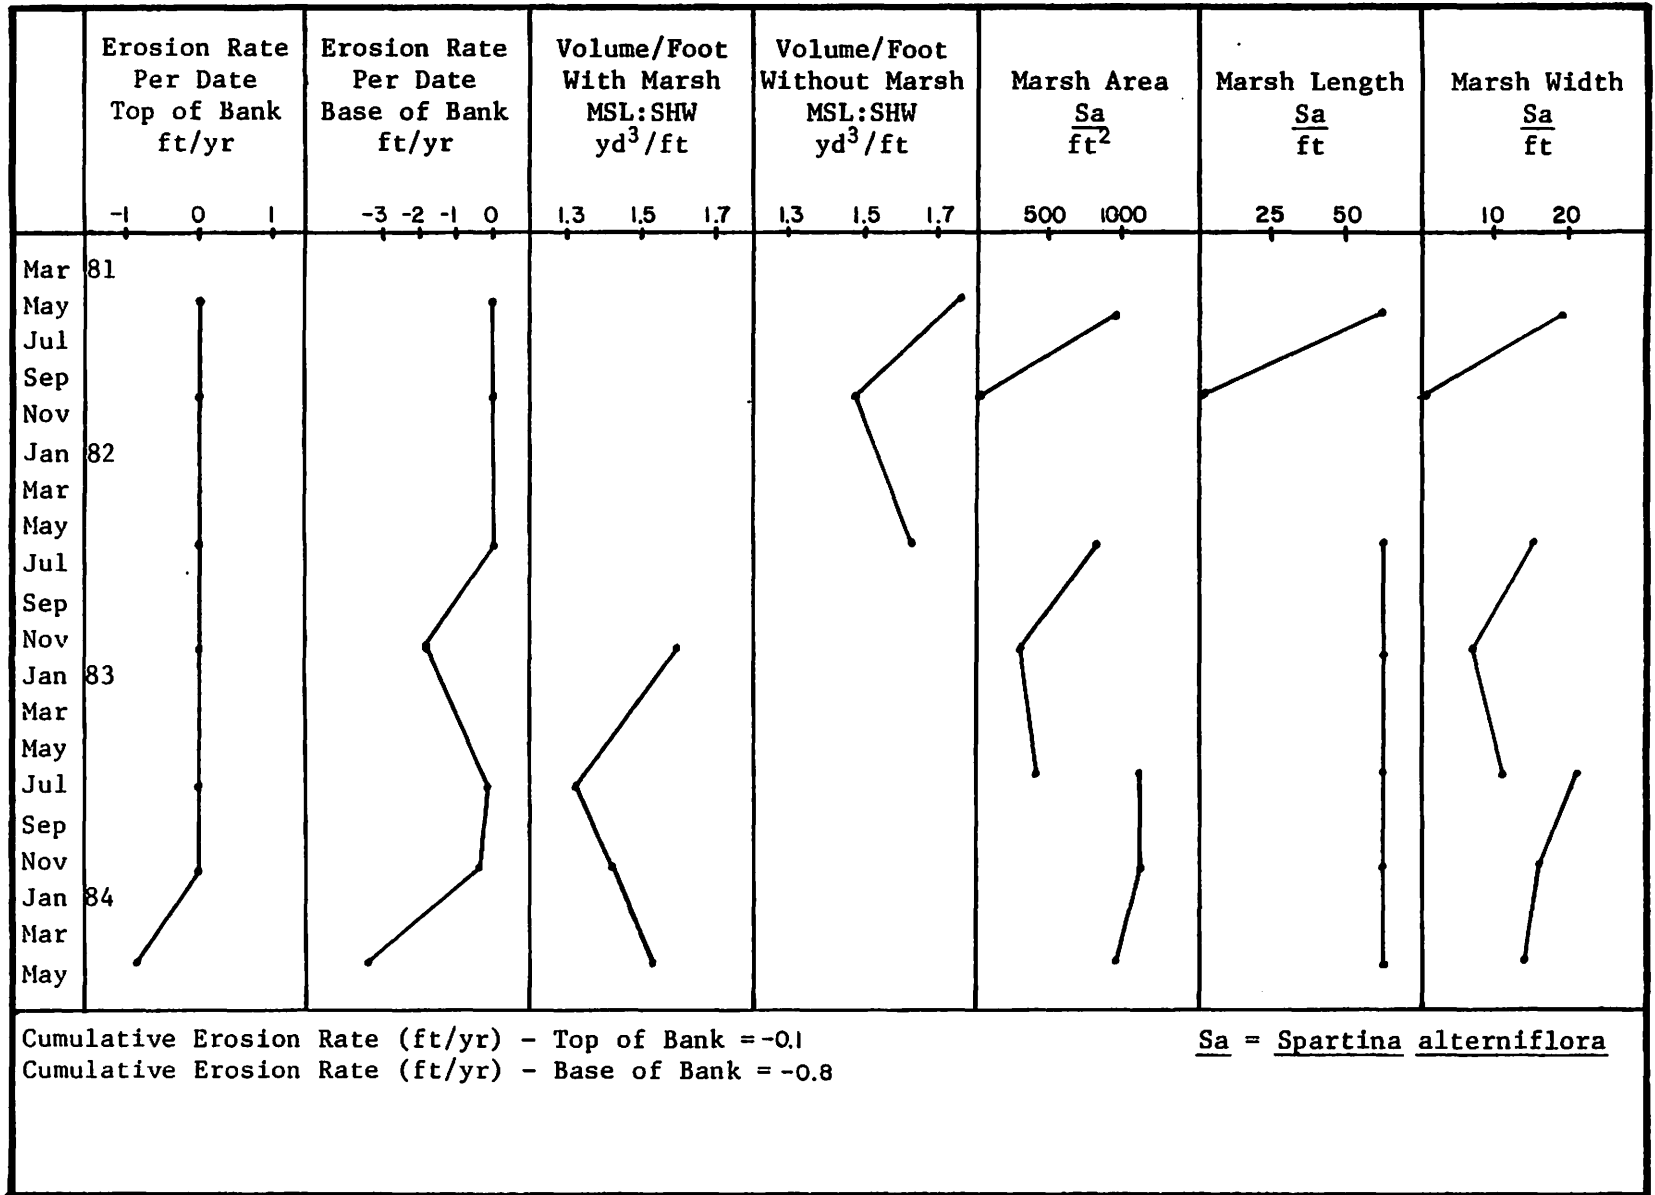 Erosion Rate
Per Date
Top of Bank
ft/yr
Erosion Rate
Per Date
Base of Bank
ft/yr
Volume/Foot
With Marsh
MSL:SHW
yd³/ft
Volume/Foot
Without Marsh
MSL:SHW
yd³/ft
Marsh Area
Sa
ft²
Marsh Length
Sa
ft
Marsh Width
Sa
ft
-1 0 1
-3 -2 -1 0
1.3 1.5 1.7
1.3 1.5 1.7
500 1000
25 50
10 20
Mar 81
May
Jul
Sep
Nov
Jan 82
Mar
May
Jul
Sep
Nov
Jan 83
Mar
May
Jul
Sep
Nov
Jan 84
Mar
May
Cumulative Erosion Rate (ft/yr) - Top of Bank = -0.1
Cumulative Erosion Rate (ft/yr) - Base of Bank = -0.8
Sa = Spartina alterniflora